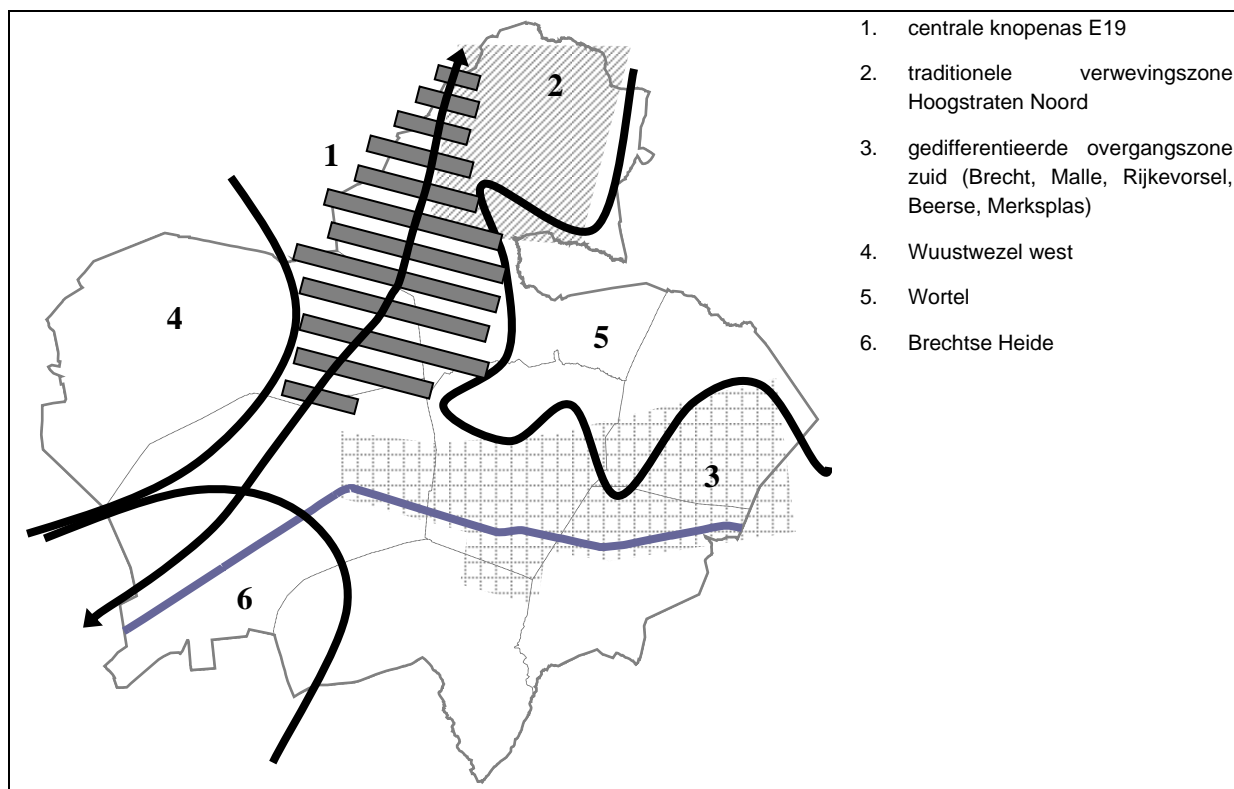 1. centrale knopenas E19
2. traditionele verwevingszone
Hoogstraten Noord
3. gedifferentieerde overgangszone
zuid (Brecht, Malle, Rijkevorsel,
Beerse, Merksplas)
4. Wuustwezel west
5. Wortel
6. Brechtse Heide
2
1
4
5
3
6